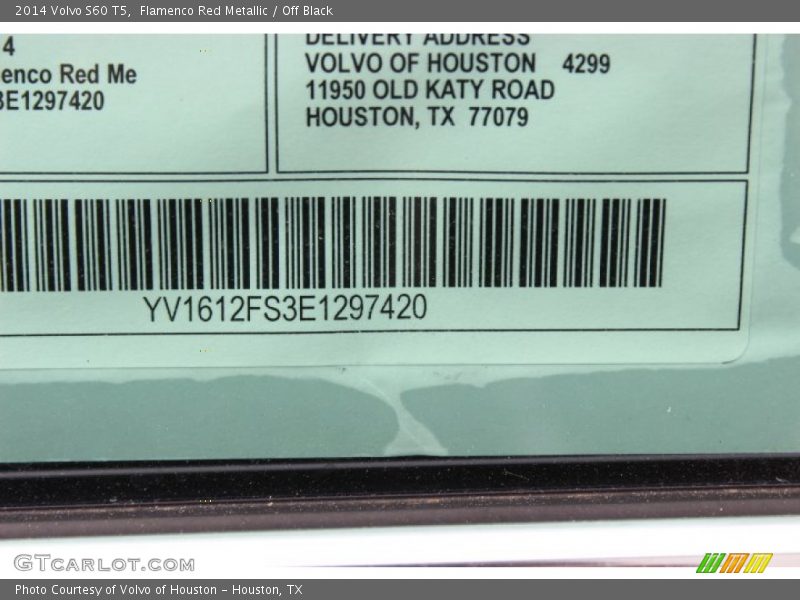 2014 Volvo S60 T5, Flamenco Red Metallic / Off Black
4
enco Red Me
3E1297420
DELIVERY ADDRESS
VOLVO OF HOUSTON 4299
11950 OLD KATY ROAD
HOUSTON, TX 77079
YV1612FS3E1297420
GTCARLOT.COM
Photo Courtesy of Volvo of Houston - Houston, TX